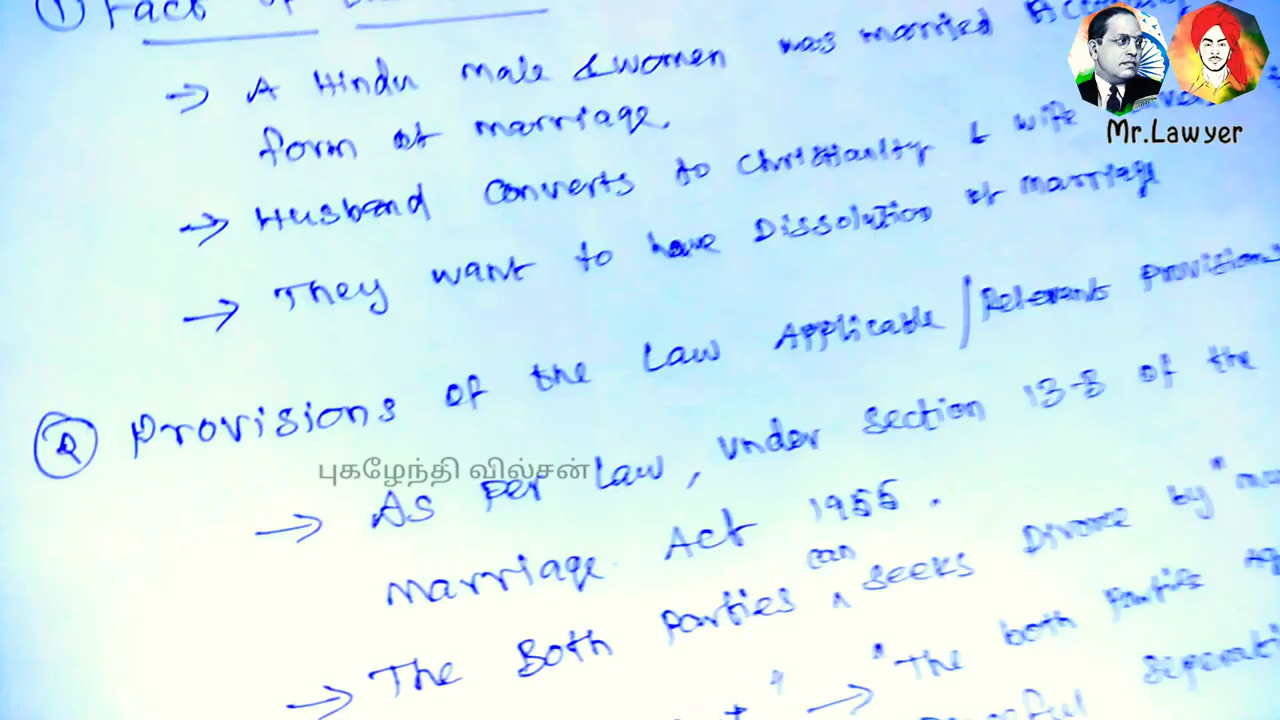 ① Fact of
→ A Hindu male & women was married
form of marriage.
→ Husband converts to Christianity & wife
→ They want to have Dissolution of marriage
② Provisions of the Law Applicable / Relevant Provisions
→ As per Law, under section 13-B of the
marriage Act 1955.
→ The Both Parties can seeks Divorce by "
" → "The both Parties
Mr.Lawyer
புகழேந்தி வில்சன்